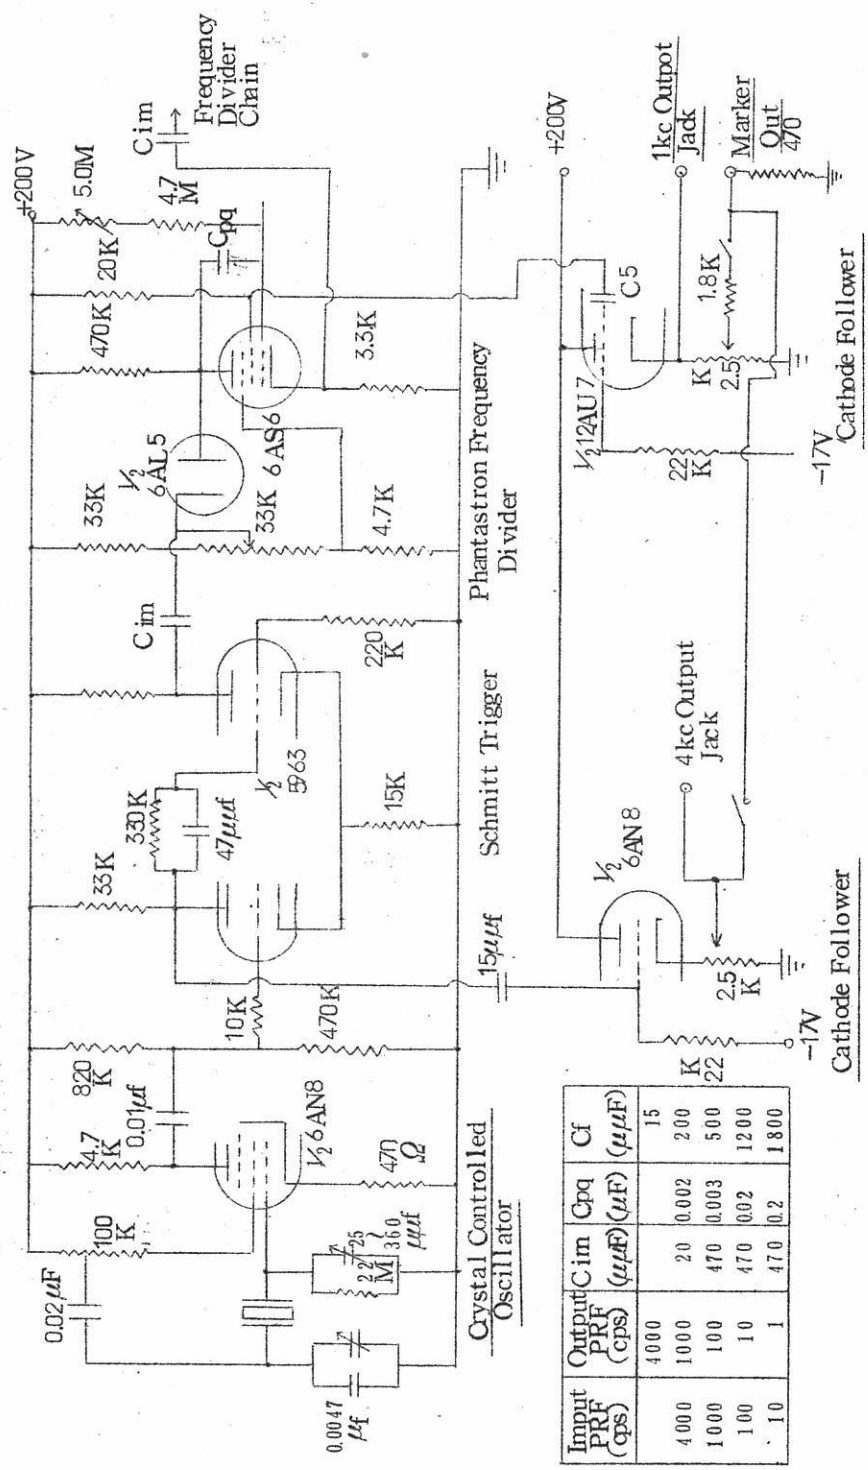 +200V
5.0M
4.7
M
Cim
Frequency
Divider
Chain
20K
Cpq
470K
½
6AL5
6AS6
3.3K
33K
33K
4.7K
Cim
Phantastron Frequency
Divider
220
K
½
5963
330K
47μμf
15K
Schmitt Trigger
33K
10K
470K
15μμf
820
K
0.01μf
4.7
K
½6AN8
470
Ω
100
K
0.02μF
25
~
360
μμf
2.2
M
0.0047
μf
Crystal Controlled
Oscillator
+200V
1kc Outpot
Jack
Marker
Out
470
½12AU7
C5
1.8K
K
2.5
22
K
-17V
Cathode Follower
4kc Output
Jack
½
6AN8
2.5
K
K
22
-17V
Cathode Follower
Imput PRF (cps) Output PRF (cps) Cim (μμF) Cpq (μF) Cf (μμF)
4000 15
4000 1000 20 0.002 200
1000 100 470 0.003 500
100 10 470 0.02 1200
10 1 470 0.2 1800